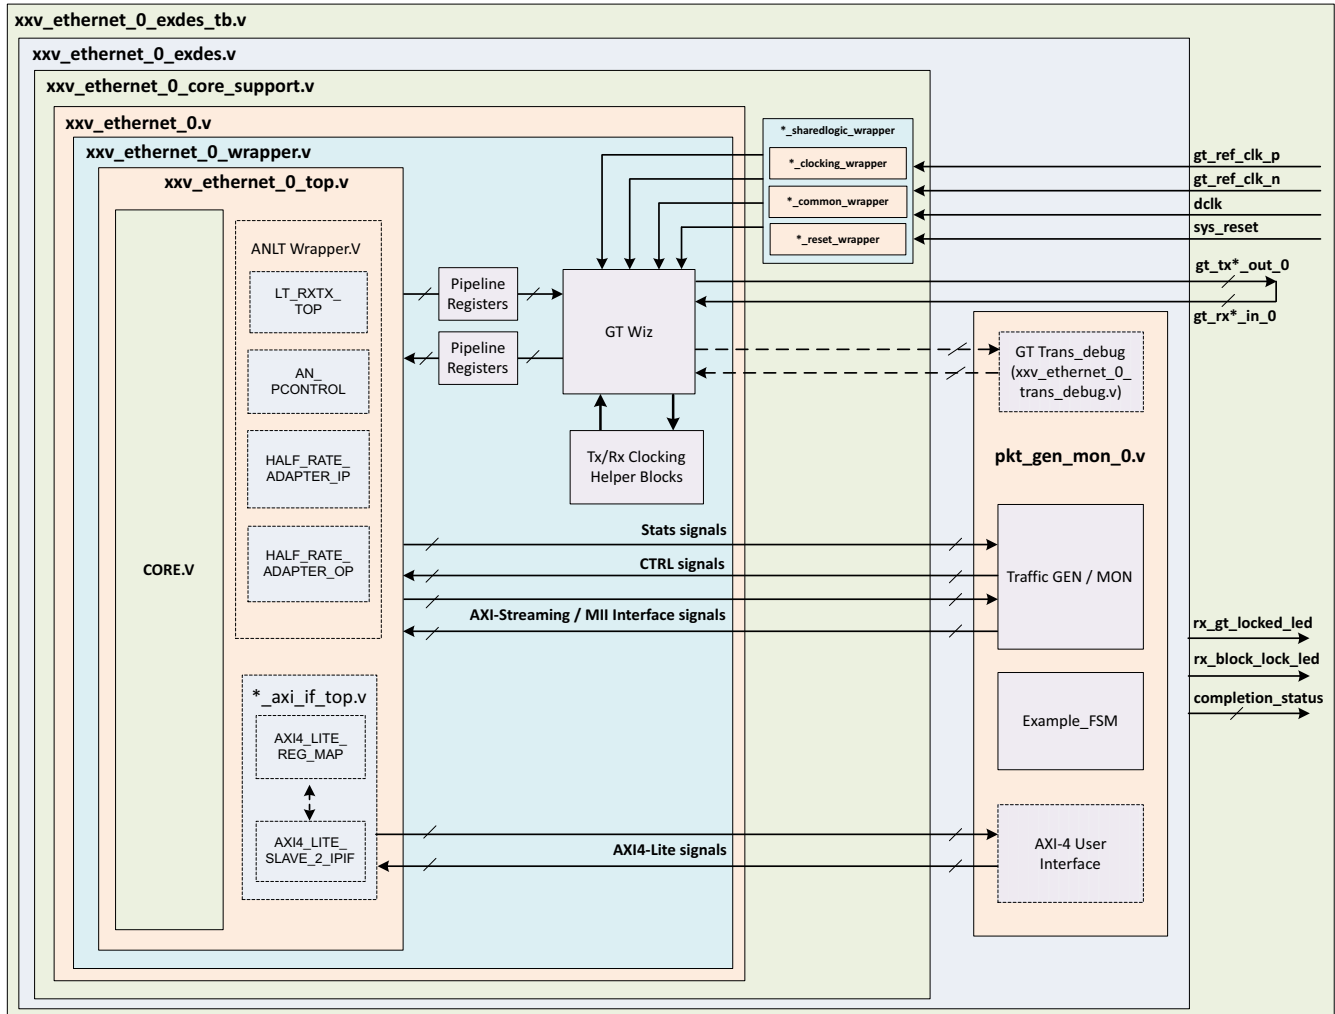 xxv_ethernet_0_exdes_tb.v
xxv_ethernet_0_exdes.v
xxv_ethernet_0_core_support.v
xxv_ethernet_0.v
xxv_ethernet_0_wrapper.v
xxv_ethernet_0_top.v
CORE.V
ANLT Wrapper.V
LT_RXTX_
TOP
AN_
PCONTROL
HALF_RATE_
ADAPTER_IP
HALF_RATE_
ADAPTER_OP
*_axi_if_top.v
AXI4_LITE_
REG_MAP
AXI4_LITE_
SLAVE_2_IPIF
Pipeline
Registers
Pipeline
Registers
GT Wiz
Tx/Rx Clocking
Helper Blocks
*_sharedlogic_wrapper
*_clocking_wrapper
*_common_wrapper
*_reset_wrapper
Stats signals
CTRL signals
AXI-Streaming / MII Interface signals
AXI4-Lite signals
GT Trans_debug
(xxv_ethernet_0_
trans_debug.v)
pkt_gen_mon_0.v
Traffic GEN / MON
Example_FSM
AXI-4 User
Interface
gt_ref_clk_p
gt_ref_clk_n
dclk
sys_reset
gt_tx*_out_0
gt_rx*_in_0
rx_gt_locked_led
rx_block_lock_led
completion_status